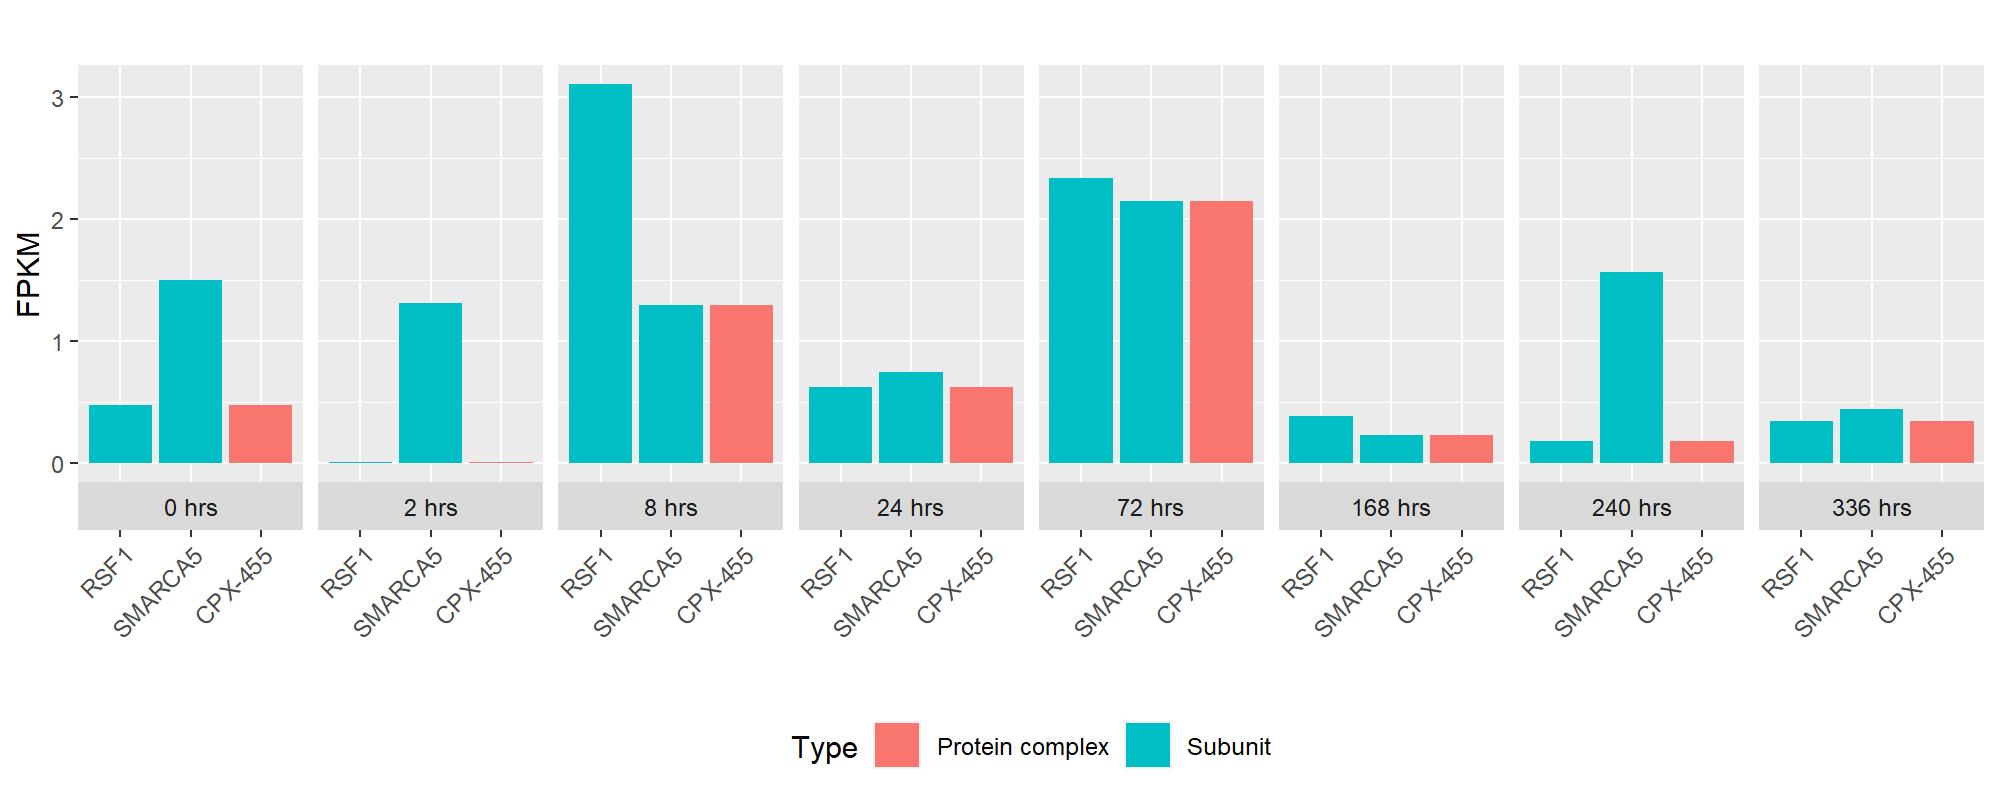 FPKM
3
2
1
0
0 hrs 2 hrs 8 hrs 24 hrs 72 hrs 168 hrs 240 hrs 336 hrs
RSF1 SMARCA5 CPX-455 RSF1 SMARCA5 CPX-455 RSF1 SMARCA5 CPX-455 RSF1 SMARCA5 CPX-455 RSF1 SMARCA5 CPX-455 RSF1 SMARCA5 CPX-455 RSF1 SMARCA5 CPX-455 RSF1 SMARCA5 CPX-455
Type Protein complex Subunit